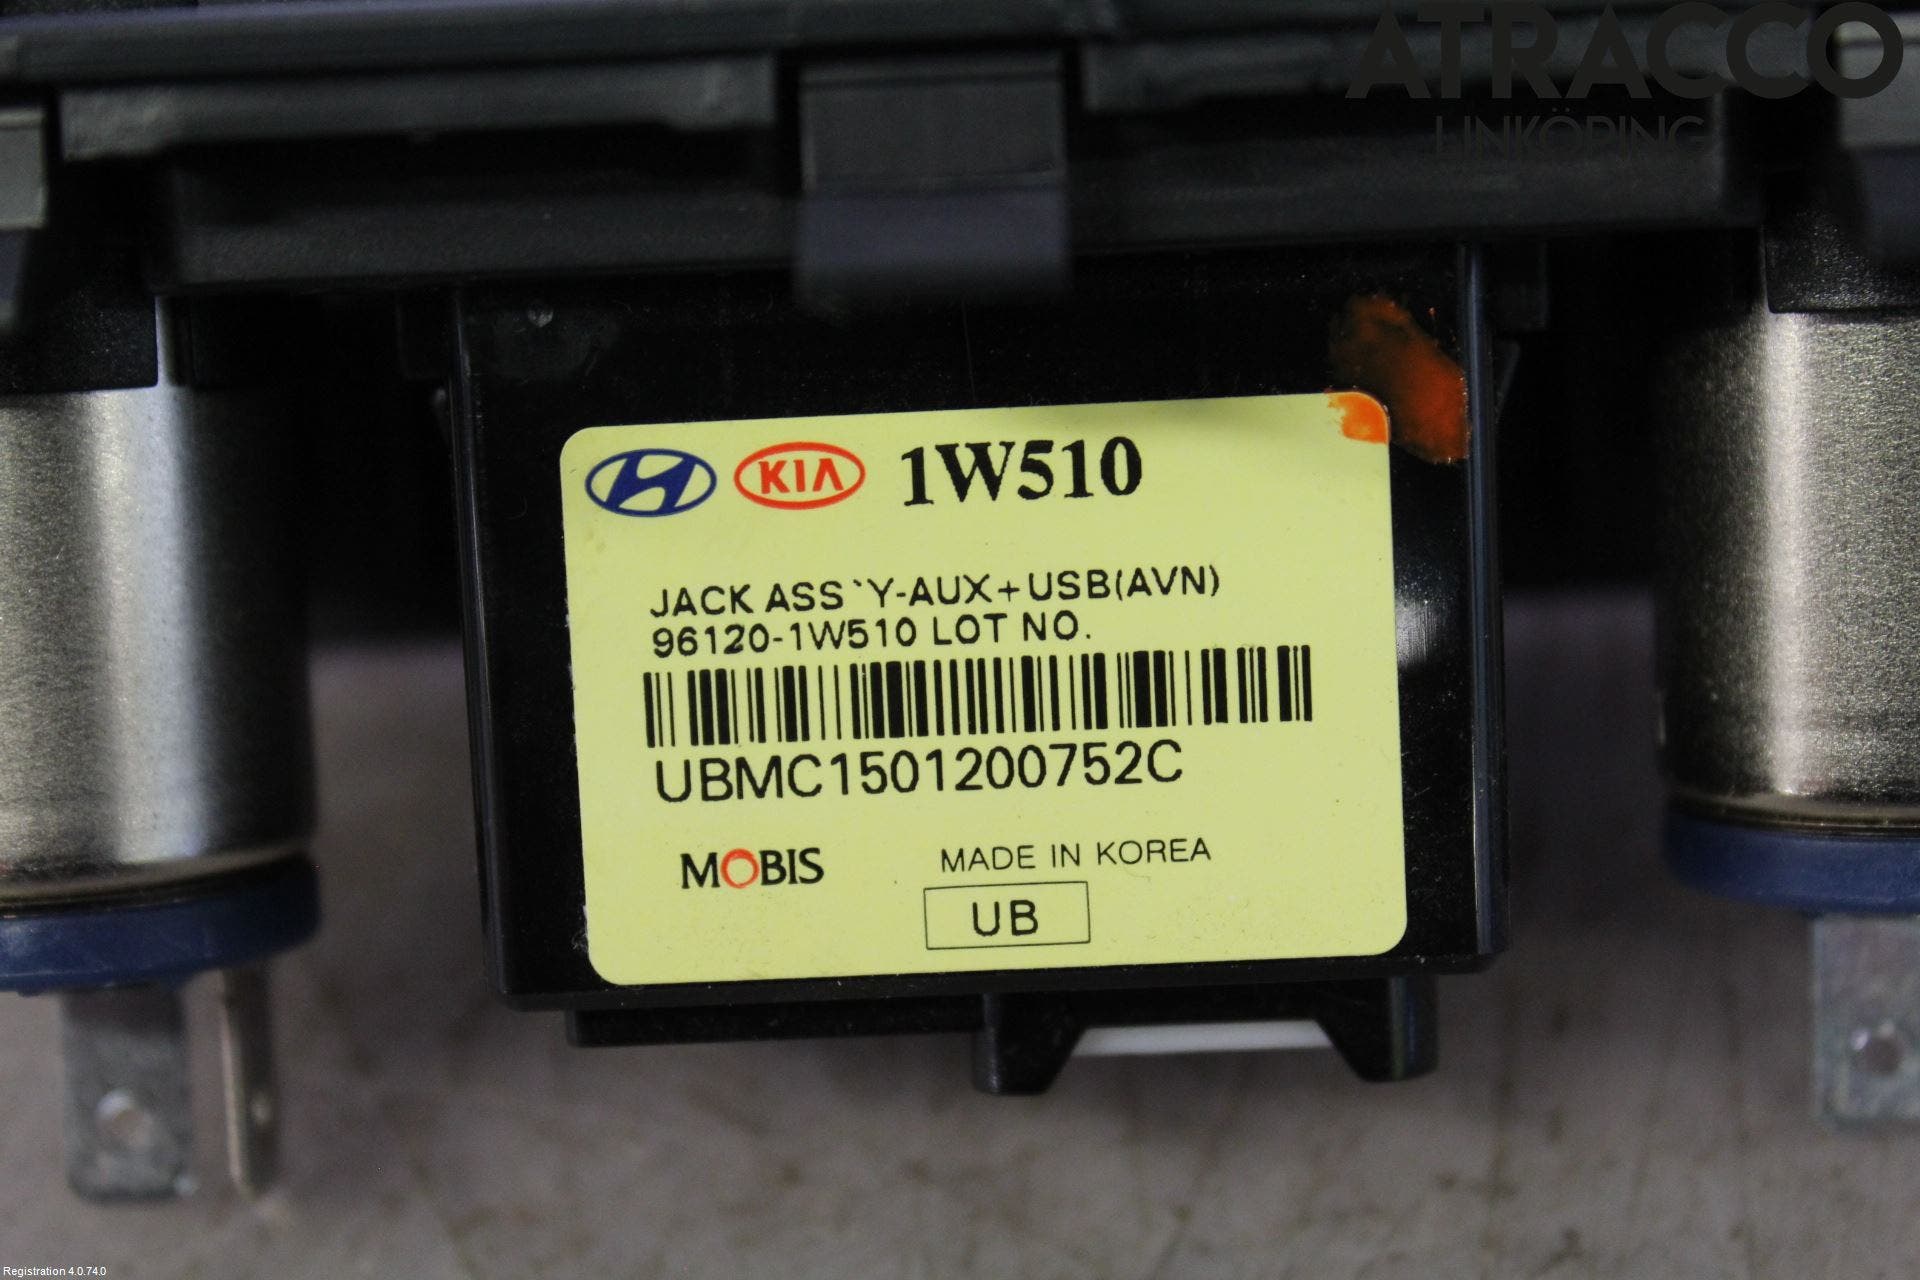 ATRACCO
LINKÖPING
KIA 1W510
JACK ASS`Y-AUX+USB(AVN)
96120-1W510 LOT NO.
UBMC1501200752C
MOBIS MADE IN KOREA
UB
Registration 4.0.74.0